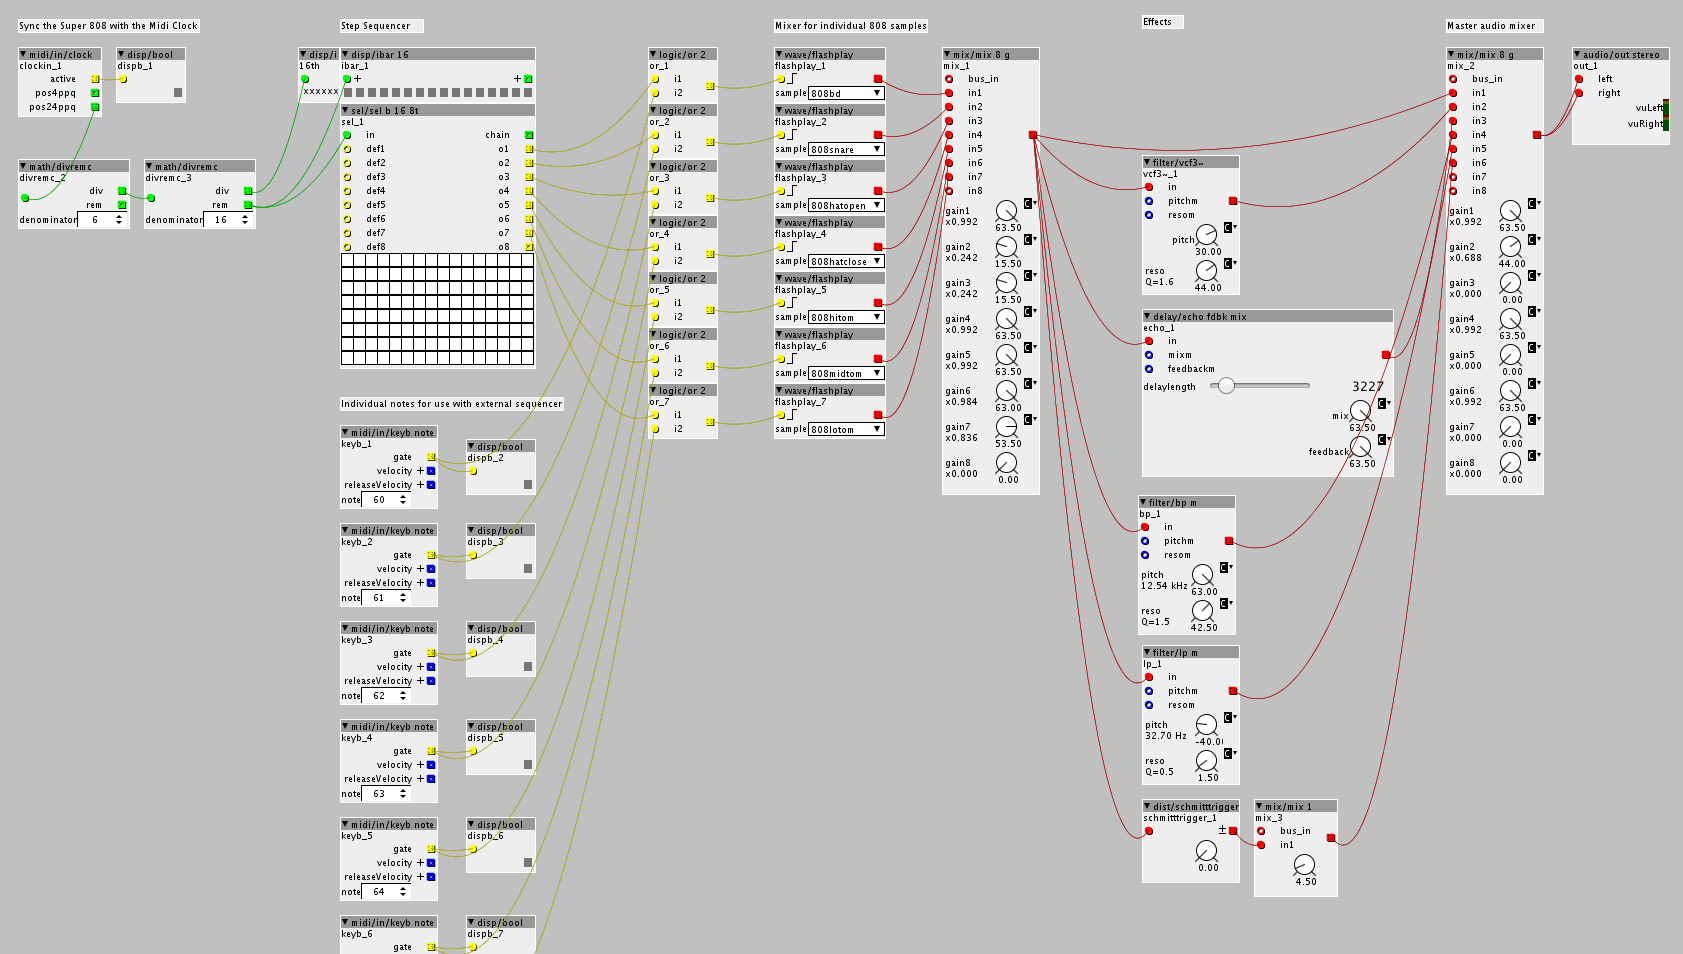 Sync the Super 808 with the Midi Clock
midi/in/clock
clockin_1
active
pos4ppq
pos24ppq
disp/bool
dispb_1
math/divremc
divremc_2
div
rem
denominator 6
math/divremc
divremc_3
div
rem
denominator 16
Step Sequencer
disp/i
16th
xxxxxx
disp/ibar 16
ibar_1
+ +
sel/sel b 16 8t
sel_1
in chain
def1 o1
def2 o2
def3 o3
def4 o4
def5 o5
def6 o6
def7 o7
def8 o8
Individual notes for use with external sequencer
midi/in/keyb note
keyb_1
gate
velocity +
releaseVelocity +
note 60
disp/bool
dispb_2
midi/in/keyb note
keyb_2
gate
velocity +
releaseVelocity +
note 61
disp/bool
dispb_3
midi/in/keyb note
keyb_3
gate
velocity +
releaseVelocity +
note 62
disp/bool
dispb_4
midi/in/keyb note
keyb_4
gate
velocity +
releaseVelocity +
note 63
disp/bool
dispb_5
midi/in/keyb note
keyb_5
gate
velocity +
releaseVelocity +
note 64
disp/bool
dispb_6
midi/in/keyb note
keyb_6
gate
disp/bool
dispb_7
logic/or 2
or_1
i1
i2
logic/or 2
or_2
i1
i2
logic/or 2
or_3
i1
i2
logic/or 2
or_4
i1
i2
logic/or 2
or_5
i1
i2
logic/or 2
or_6
i1
i2
logic/or 2
or_7
i1
i2
Mixer for individual 808 samples
wave/flashplay
flashplay_1
sample 808bd
wave/flashplay
flashplay_2
sample 808snare
wave/flashplay
flashplay_3
sample 808hatopen
wave/flashplay
flashplay_4
sample 808hatclose
wave/flashplay
flashplay_5
sample 808hitom
wave/flashplay
flashplay_6
sample 808midtom
wave/flashplay
flashplay_7
sample 808lotom
mix/mix 8 g
mix_1
bus_in
in1
in2
in3
in4
in5
in6
in7
in8
gain1
x0.992
63.50
gain2
x0.242
15.50
gain3
x0.242
15.50
gain4
x0.992
63.50
gain5
x0.992
63.50
gain6
x0.984
63.00
gain7
x0.836
53.50
gain8
x0.000
0.00
Effects
filter/vcf3~
vcf3~_1
in
pitchm
resom
pitch
30.00
reso
Q=1.6
44.00
delay/echo fdbk mix
echo_1
in
mixm
feedbackm
delaylength 3227
mix
63.50
feedback
63.50
filter/bp m
bp_1
in
pitchm
resom
pitch
12.54 kHz
63.00
reso
Q=1.5
42.50
filter/lp m
lp_1
in
pitchm
resom
pitch
32.70 Hz
-40.0
reso
Q=0.5
1.50
dist/schmitttrigger
schmitttrigger_1
±
0.00
mix/mix 1
mix_3
bus_in
in1
4.50
Master audio mixer
mix/mix 8 g
mix_2
bus_in
in1
in2
in3
in4
in5
in6
in7
in8
gain1
x0.992
63.50
gain2
x0.688
44.00
gain3
x0.000
0.00
gain4
x0.992
63.50
gain5
x0.000
0.00
gain6
x0.992
63.50
gain7
x0.000
0.00
gain8
x0.000
0.00
audio/out stereo
out_1
left
right
vuLeft
vuRight